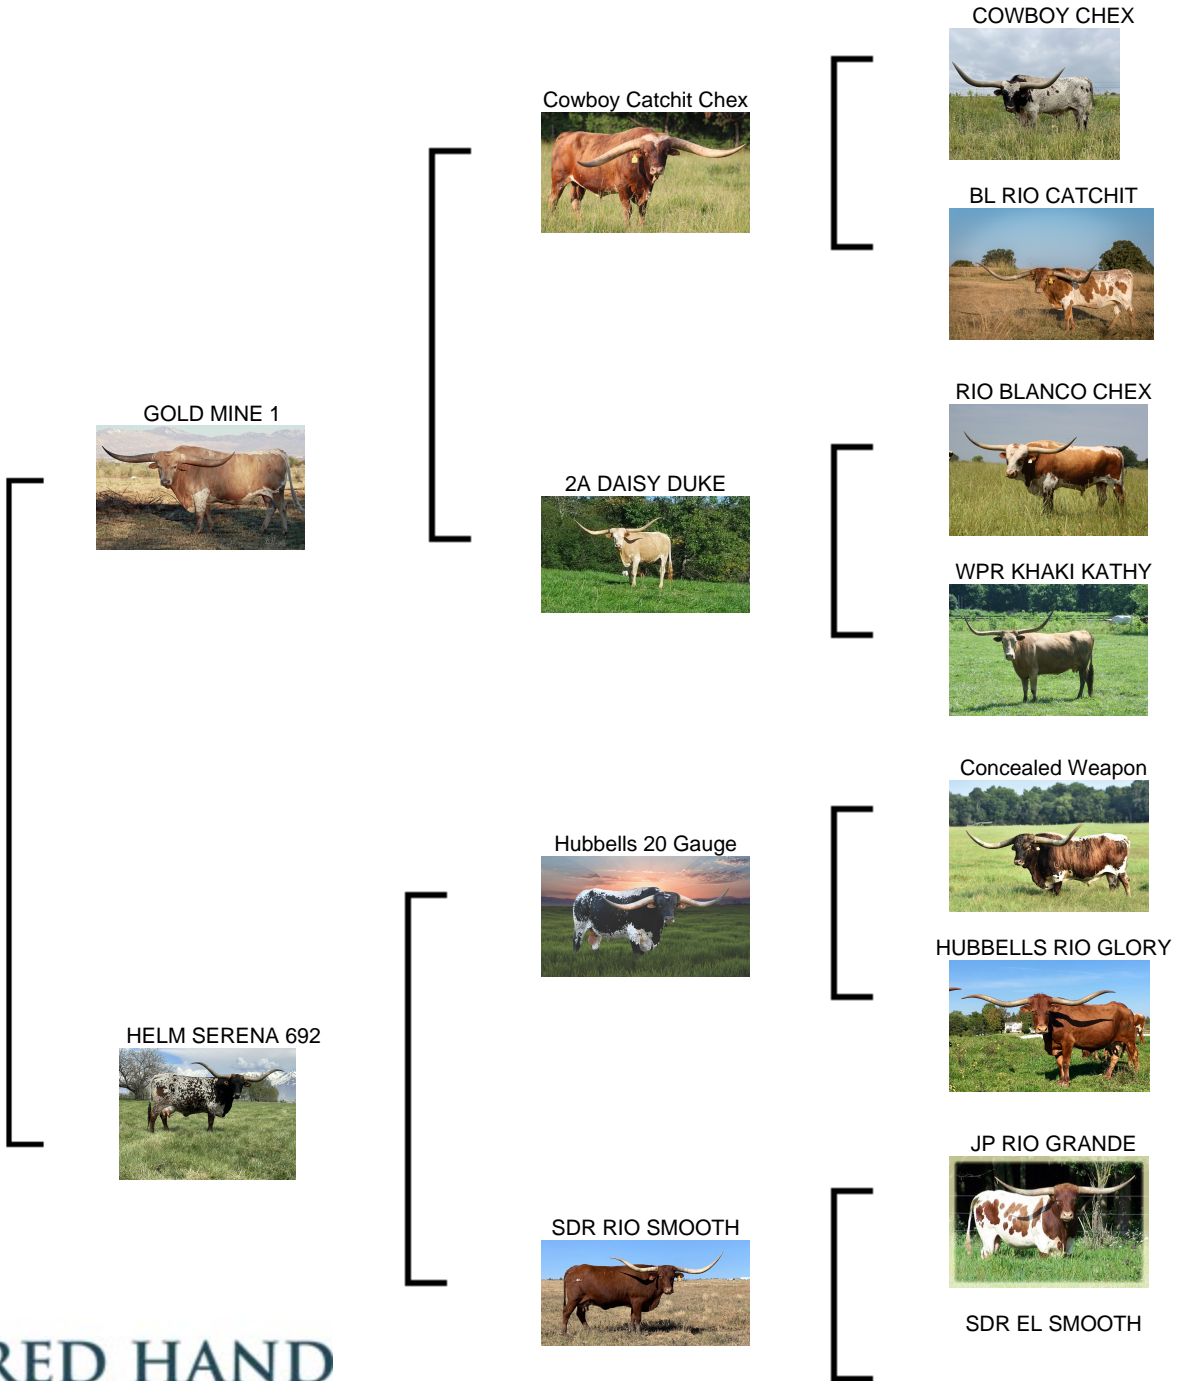 COWBOY CHEX
Cowboy Catchit Chex
BL RIO CATCHIT
RIO BLANCO CHEX
GOLD MINE 1
2A DAISY DUKE
WPR KHAKI KATHY
Concealed Weapon
Hubbells 20 Gauge
HUBBELLS RIO GLORY
HELM SERENA 692
JP RIO GRANDE
SDR RIO SMOOTH
SDR EL SMOOTH
RED HAND